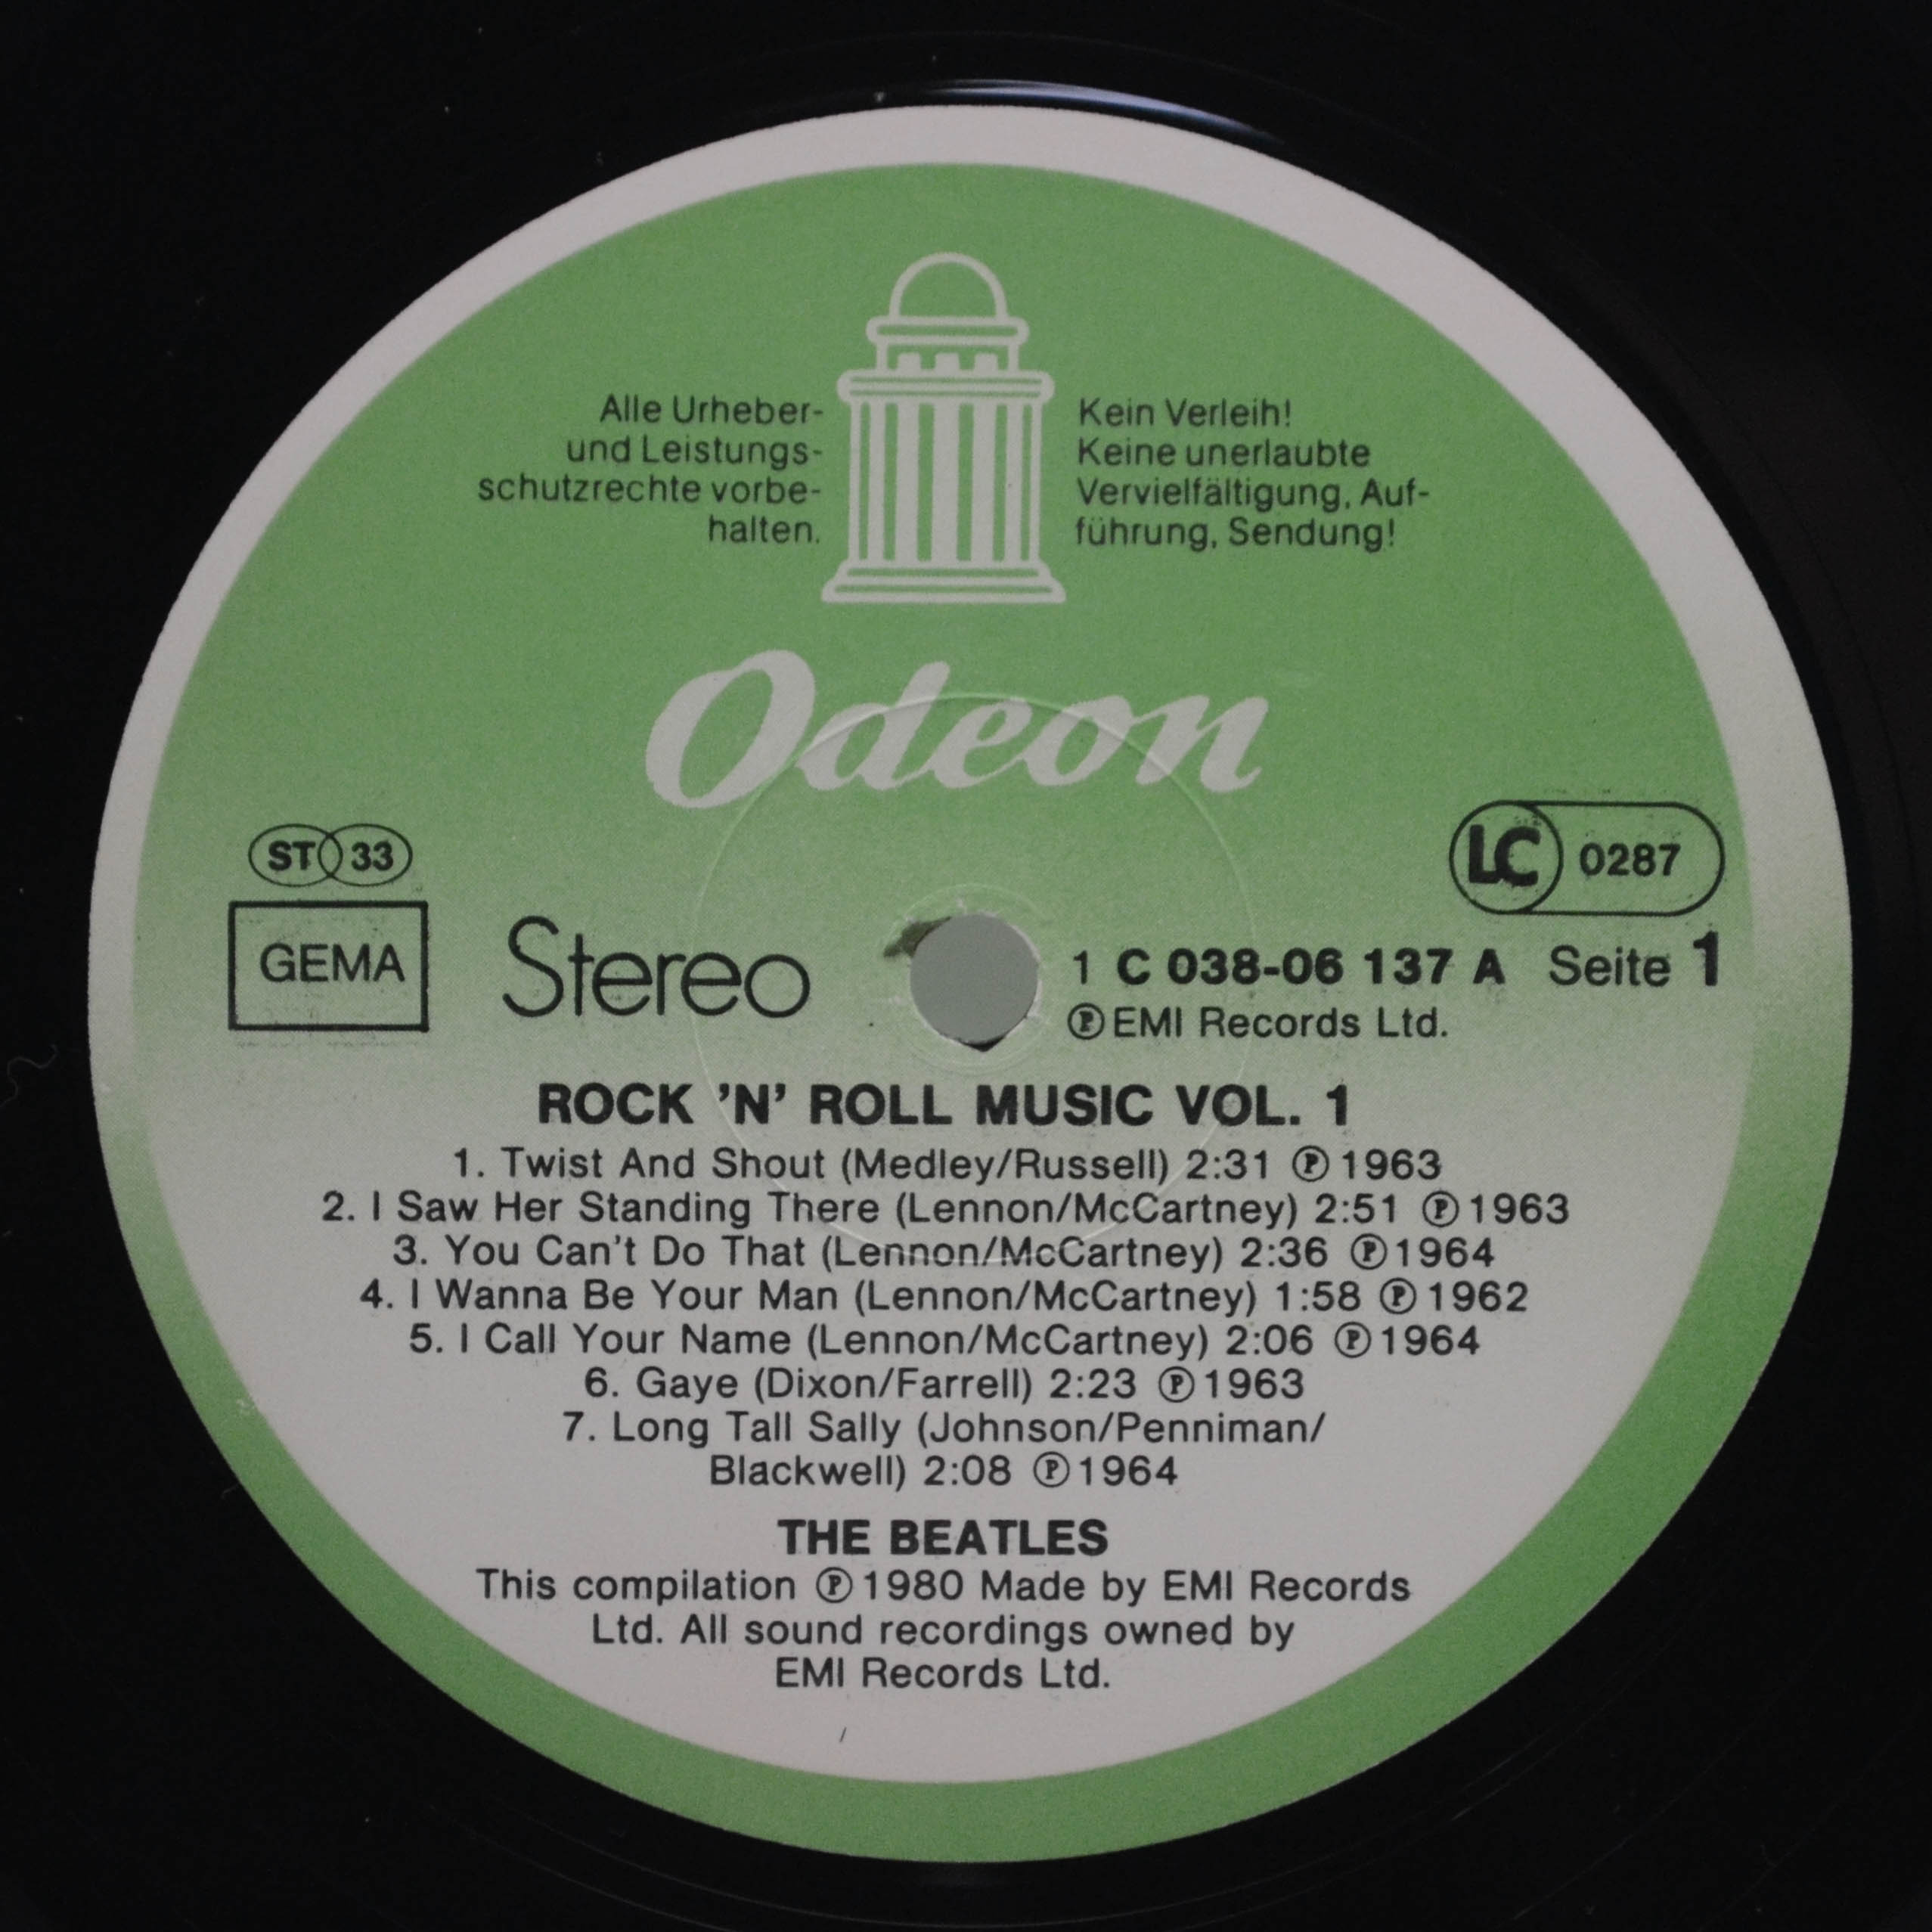 Alle Urheber-
und Leistungs-
schutzrechte vorbe-
halten.
Kein Verleih!
Keine unerlaubte
Vervielfältigung, Auf-
führung, Sendung!
Odeon
ST 33
GEMA
Stereo
LC 0287
1 C 038-06 137 A Seite 1
Ⓟ EMI Records Ltd.
ROCK 'N' ROLL MUSIC VOL. 1
1. Twist And Shout (Medley/Russell) 2:31 Ⓟ 1963
2. I Saw Her Standing There (Lennon/McCartney) 2:51 Ⓟ 1963
3. You Can't Do That (Lennon/McCartney) 2:36 Ⓟ 1964
4. I Wanna Be Your Man (Lennon/McCartney) 1:58 Ⓟ 1962
5. I Call Your Name (Lennon/McCartney) 2:06 Ⓟ 1964
6. Gaye (Dixon/Farrell) 2:23 Ⓟ 1963
7. Long Tall Sally (Johnson/Penniman/
Blackwell) 2:08 Ⓟ 1964
THE BEATLES
This compilation Ⓟ 1980 Made by EMI Records
Ltd. All sound recordings owned by
EMI Records Ltd.